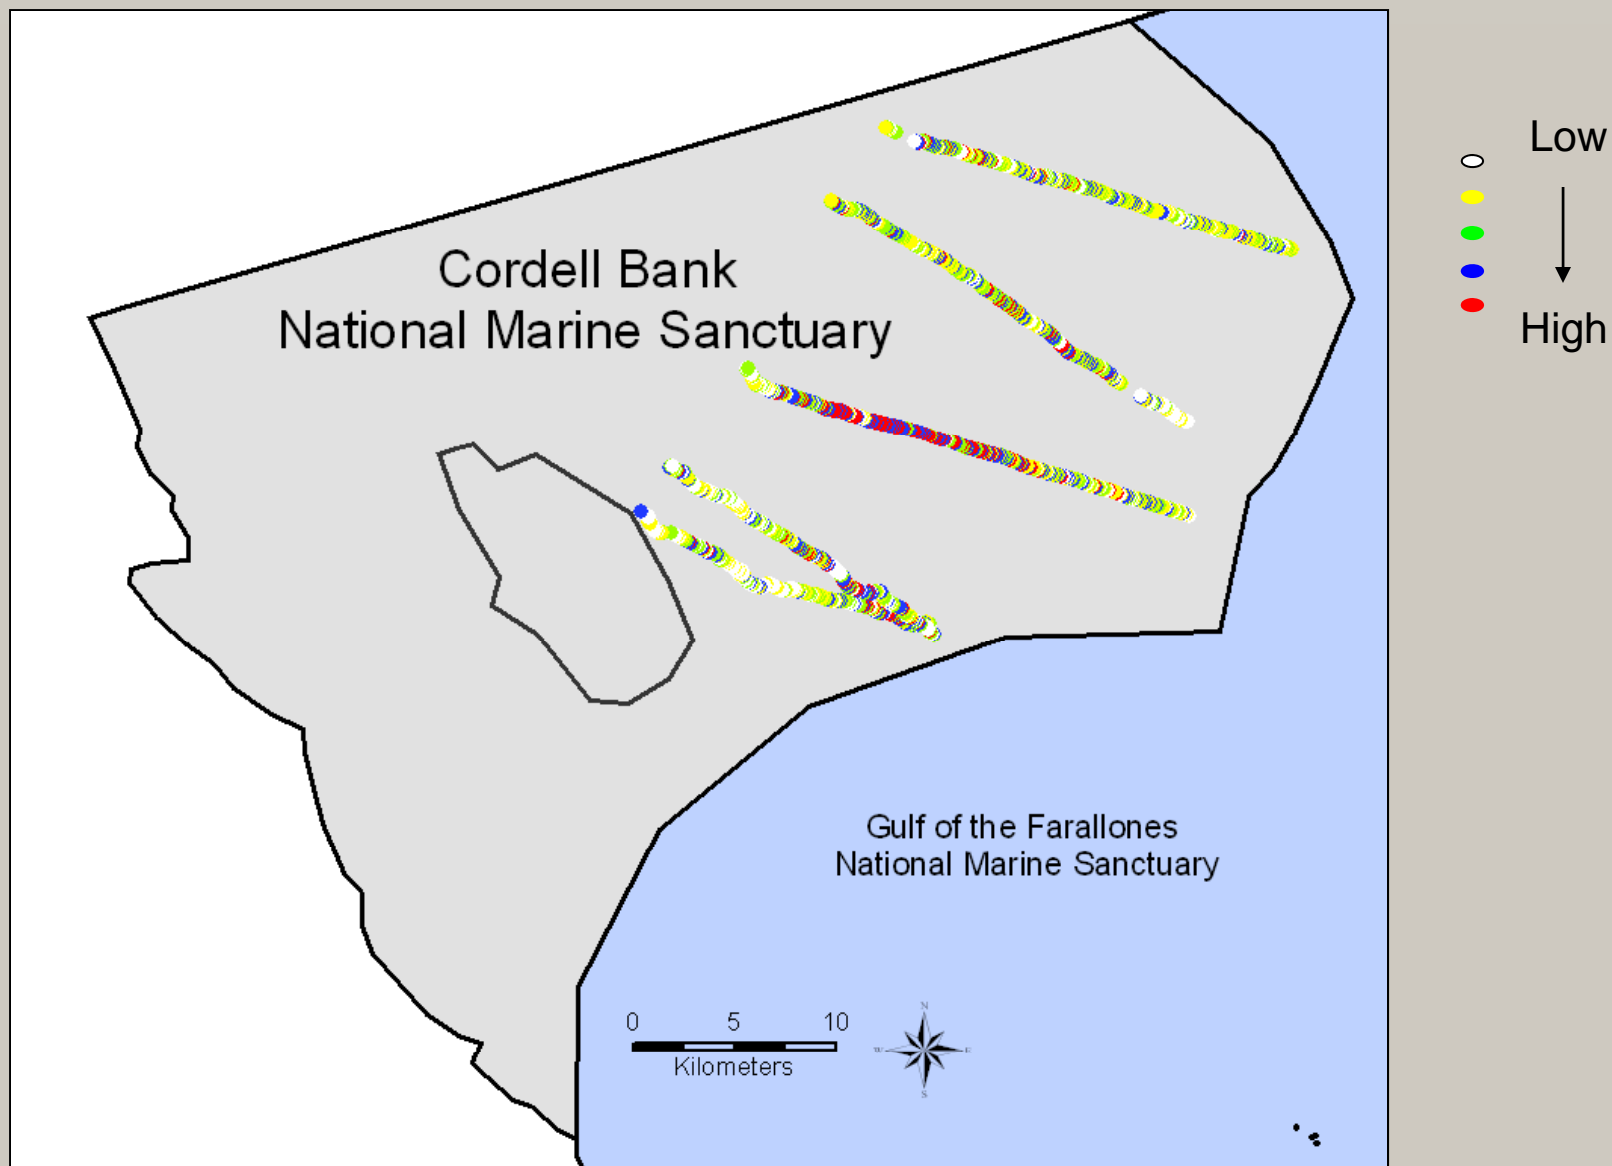 Low
High
Cordell Bank
National Marine Sanctuary
Gulf of the Farallones
National Marine Sanctuary
0 5 10
Kilometers
N
W E
S